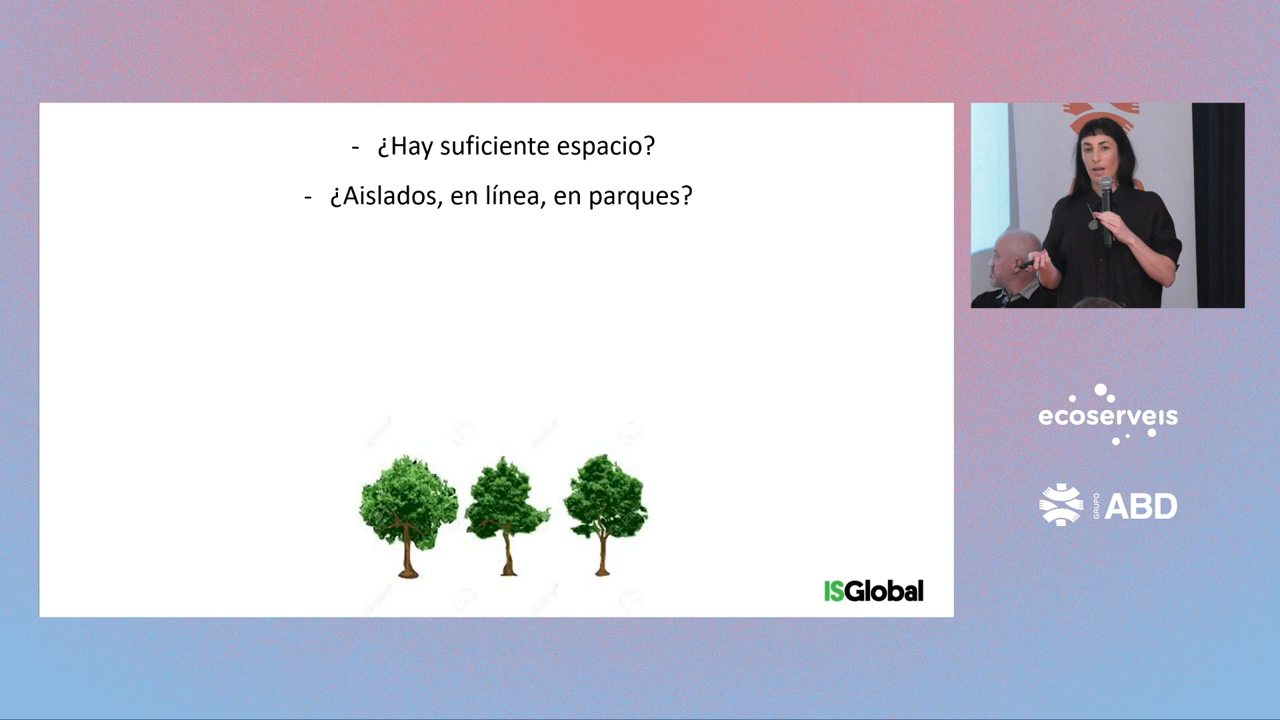 - ¿Hay suficiente espacio?
- ¿Aislados, en línea, en parques?
ISGlobal
ecoserveis
GRUPO
ABD